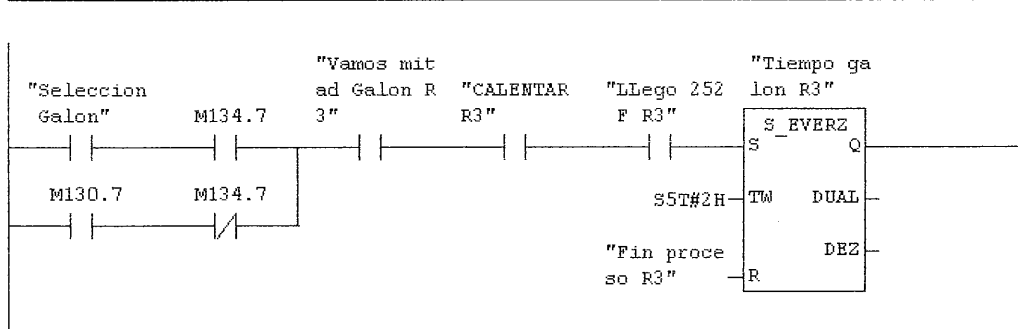 "Seleccion
Galon"
M134.7
"Vamos mit
ad Galon R
3"
"CALENTAR
R3"
"LLego 252
F R3"
"Tiempo ga
lon R3"
S_EVERZ
S
Q
M130.7
M134.7
S5T#2H
TW
DUAL
DEZ
"Fin proce
so R3"
R